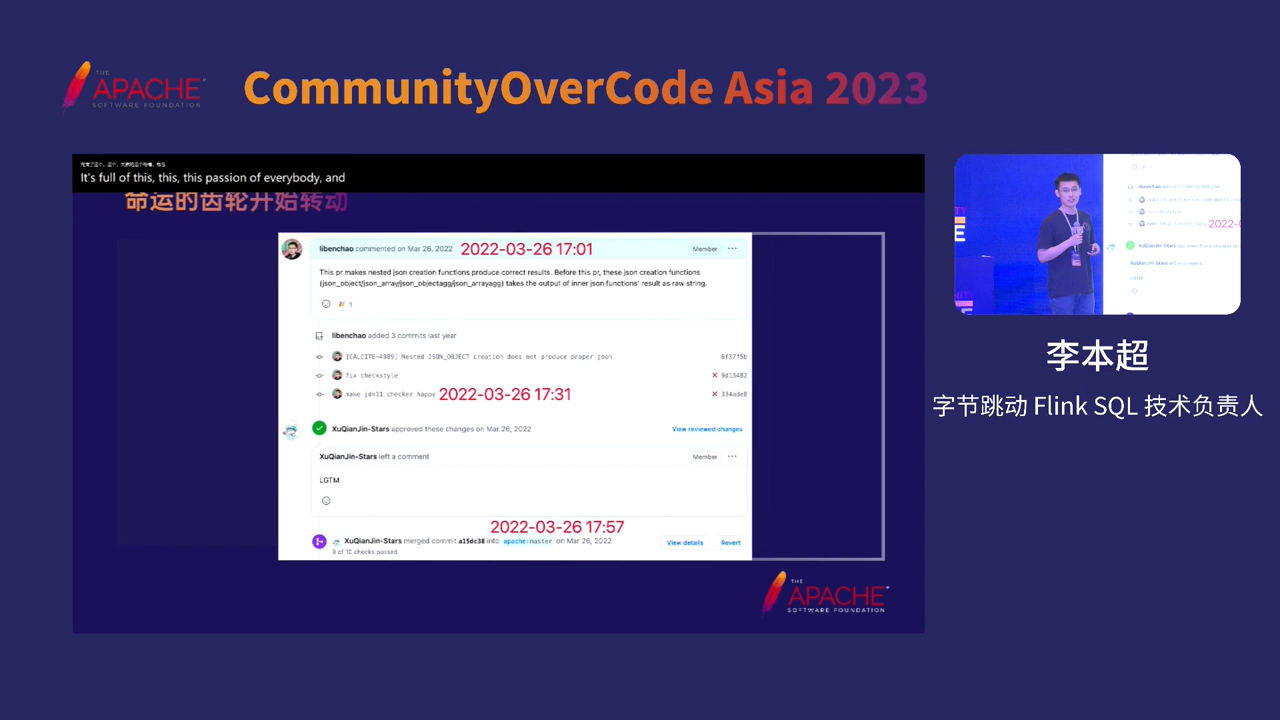 THE
APACHE
SOFTWARE FOUNDATION
CommunityOverCode Asia 2023
It's full of this, this, this passion of everybody, and
命运的齿轮开始转动
libenchao commented on Mar 26, 2022
2022-03-26 17:01
Member
This pr makes nested json creation functions produce correct results. Before this pr, these json creation functions
(json_object/json_array/json_objectagg/json_arrayagg) takes the output of inner json functions' result as raw string.
1
libenchao added 3 commits last year
[CALCITE-4989] Nested JSON_OBJECT creation does not produce proper json
6f37f5b
fix checkstyle
9d13482
make jdk11 checker happy
2022-03-26 17:31
334ade8
XuQianJin-Stars approved these changes on Mar 26, 2022
View reviewed changes
XuQianJin-Stars left a comment
Member
LGTM
2022-03-26 17:57
XuQianJin-Stars merged commit a15dc38 into apache:master on Mar 26, 2022
View details
Revert
9 of 10 checks passed
THE
APACHE
SOFTWARE FOUNDATION
李本超
字节跳动 Flink SQL 技术负责人